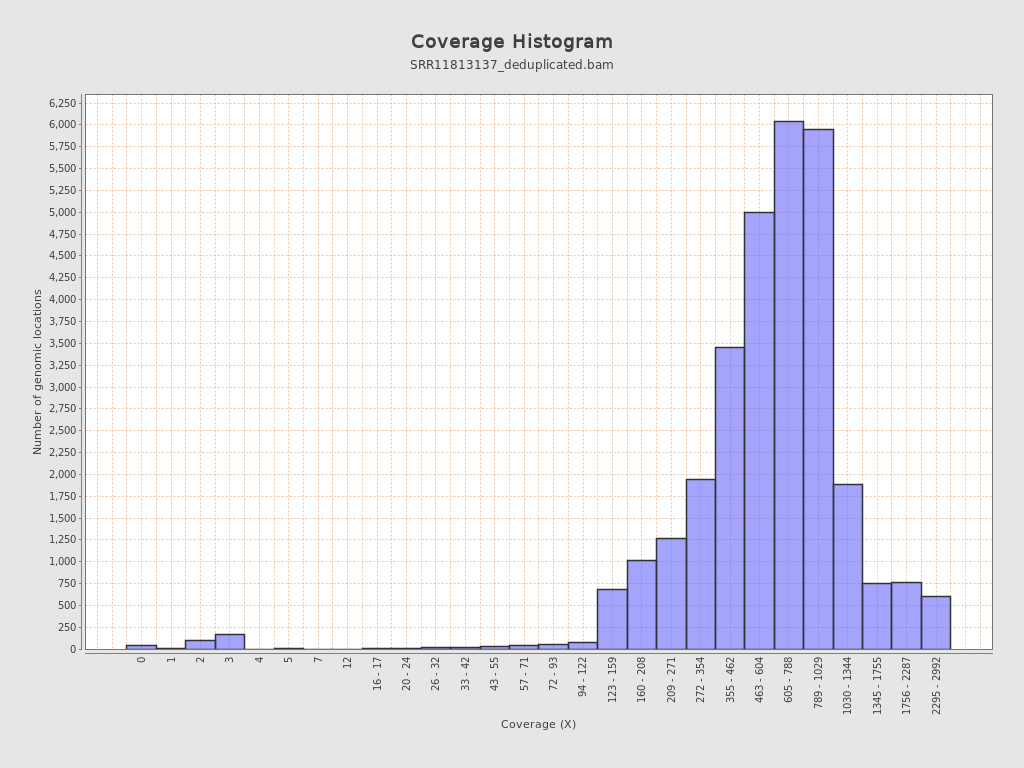 Coverage Histogram
SRR11813137_deduplicated.bam
Number of genomic locations
6,250
6,000
5,750
5,500
5,250
5,000
4,750
4,500
4,250
4,000
3,750
3,500
3,250
3,000
2,750
2,500
2,250
2,000
1,750
1,500
1,250
1,000
750
500
250
0
0
1
2
3
4
5
7
12
16 - 17
20 - 24
26 - 32
33 - 42
43 - 55
57 - 71
72 - 93
94 - 122
123 - 159
160 - 208
209 - 271
272 - 354
355 - 462
463 - 604
605 - 788
789 - 1029
1030 - 1344
1345 - 1755
1756 - 2287
2295 - 2992
Coverage (X)